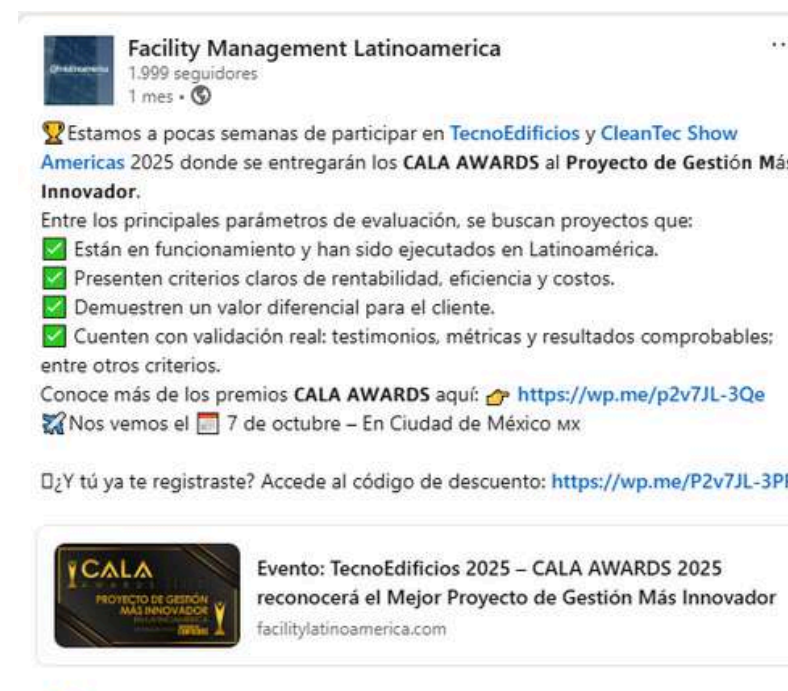 Facility Management Latinoamerica
1.999 seguidores
1 mes •
🏆Estamos a pocas semanas de participar en TecnoEdificios y CleanTec Show
Americas 2025 donde se entregarán los CALA AWARDS al Proyecto de Gestión Más
Innovador.
Entre los principales parámetros de evaluación, se buscan proyectos que:
✅ Están en funcionamiento y han sido ejecutados en Latinoamérica.
✅ Presenten criterios claros de rentabilidad, eficiencia y costos.
✅ Demuestren un valor diferencial para el cliente.
✅ Cuenten con validación real: testimonios, métricas y resultados comprobables;
entre otros criterios.
Conoce más de los premios CALA AWARDS aquí: 👉 https://wp.me/p2v7JL-3Qe
✈️Nos vemos el 📅 7 de octubre – En Ciudad de México MX
¿Y tú ya te registraste? Accede al código de descuento: https://wp.me/P2v7JL-3P
CALA
AWARDS
PROYECTO DE GESTIÓN
MÁS INNOVADOR
EN LATINOAMÉRICA
Evento: TecnoEdificios 2025 – CALA AWARDS 2025
reconocerá el Mejor Proyecto de Gestión Más Innovador
facilitylatinoamerica.com